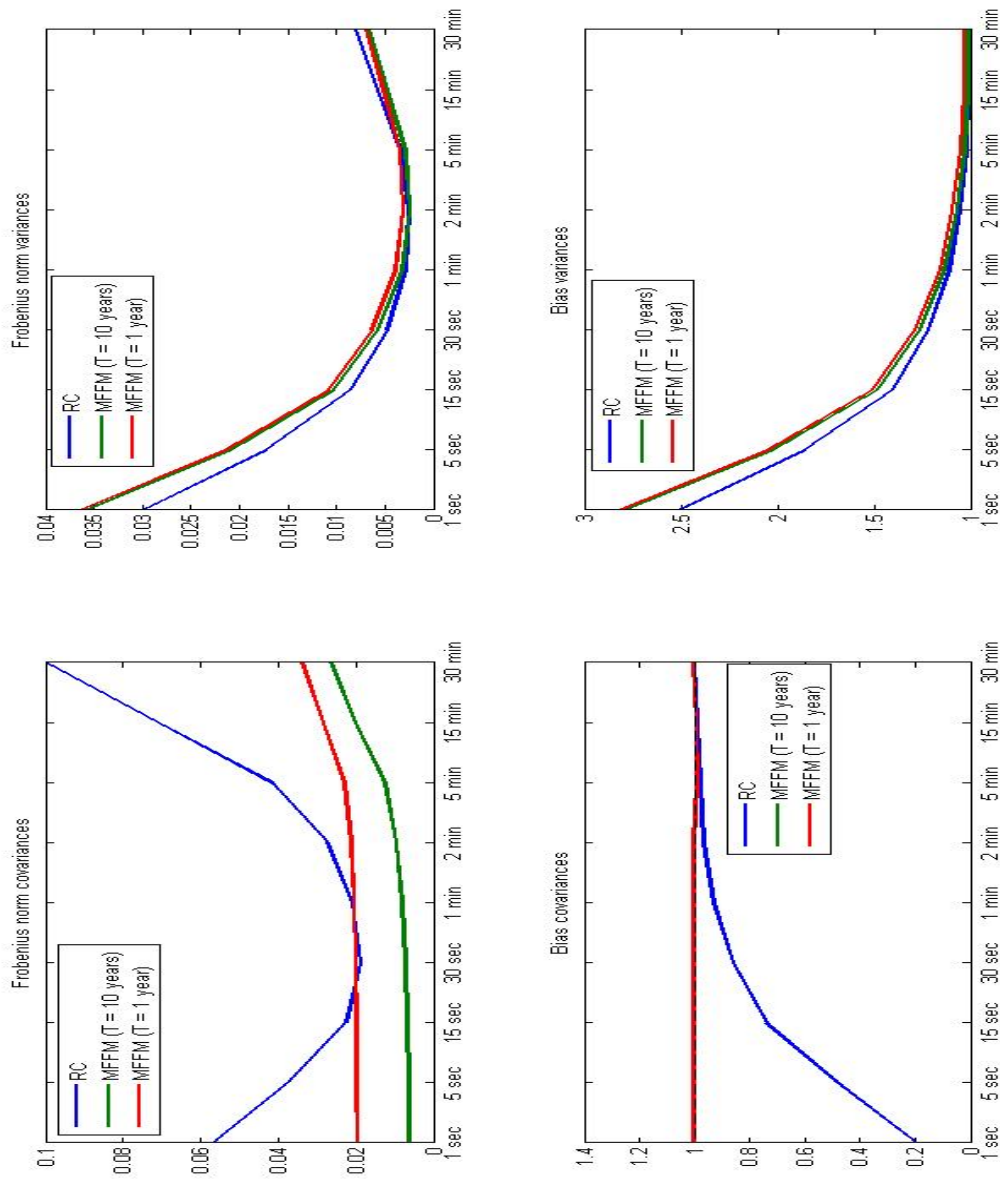 Frobenius norm covariances
0.1
0.08
0.06
0.04
0.02
0
RC
MFFM (T = 10 years)
MFFM (T = 1 year)
1 sec 5 sec 15 sec 30 sec 1 min 2 min 5 min 15 min 30 min
Frobenius norm variances
0.04
0.035
0.03
0.025
0.02
0.015
0.01
0.005
0
RC
MFFM (T = 10 years)
MFFM (T = 1 year)
1 sec 5 sec 15 sec 30 sec 1 min 2 min 5 min 15 min 30 min
Bias covariances
1.4
1.2
1
0.8
0.6
0.4
0.2
0
RC
MFFM (T = 10 years)
MFFM (T = 1 year)
1 sec 5 sec 15 sec 30 sec 1 min 2 min 5 min 15 min 30 min
Bias variances
3
2.5
2
1.5
1
RC
MFFM (T = 10 years)
MFFM (T = 1 year)
1 sec 5 sec 15 sec 30 sec 1 min 2 min 5 min 15 min 30 min